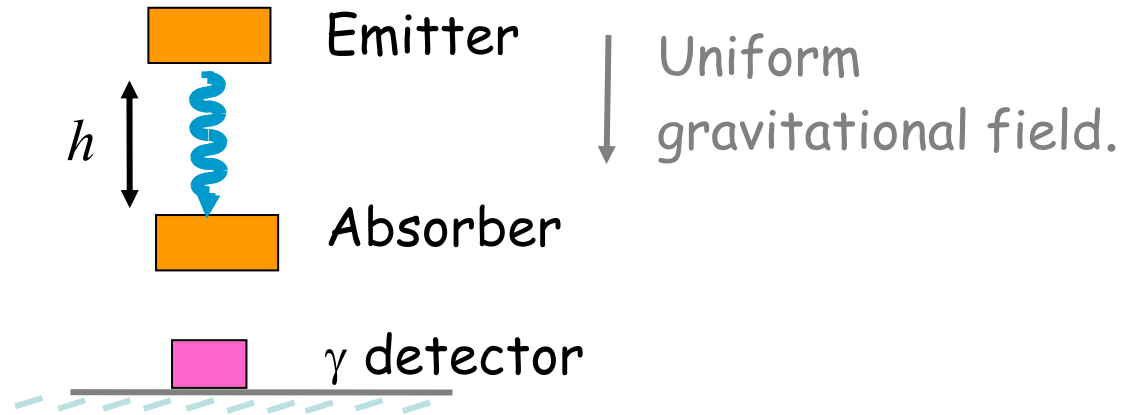 Emitter
Uniform
gravitational field.
h
Absorber
γ detector